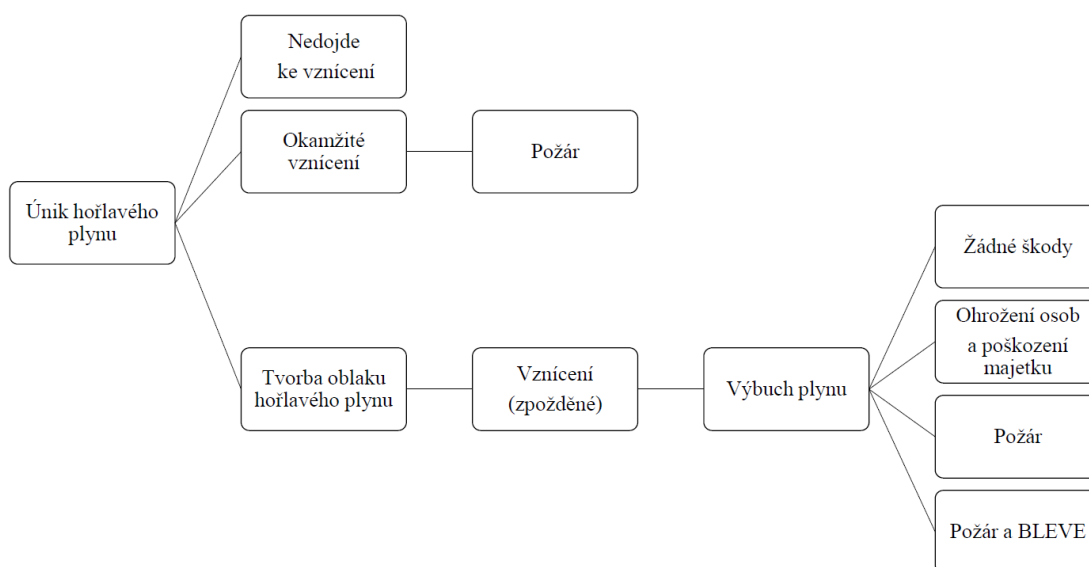 Nedojde
ke vznícení
Okamžité
vznícení
Požár
Únik hořlavého
plynu
Tvorba oblaku
hořlavého plynu
Vznícení
(zpožděné)
Výbuch plynu
Žádné škody
Ohrožení osob
a poškození
majetku
Požár
Požár a BLEVE